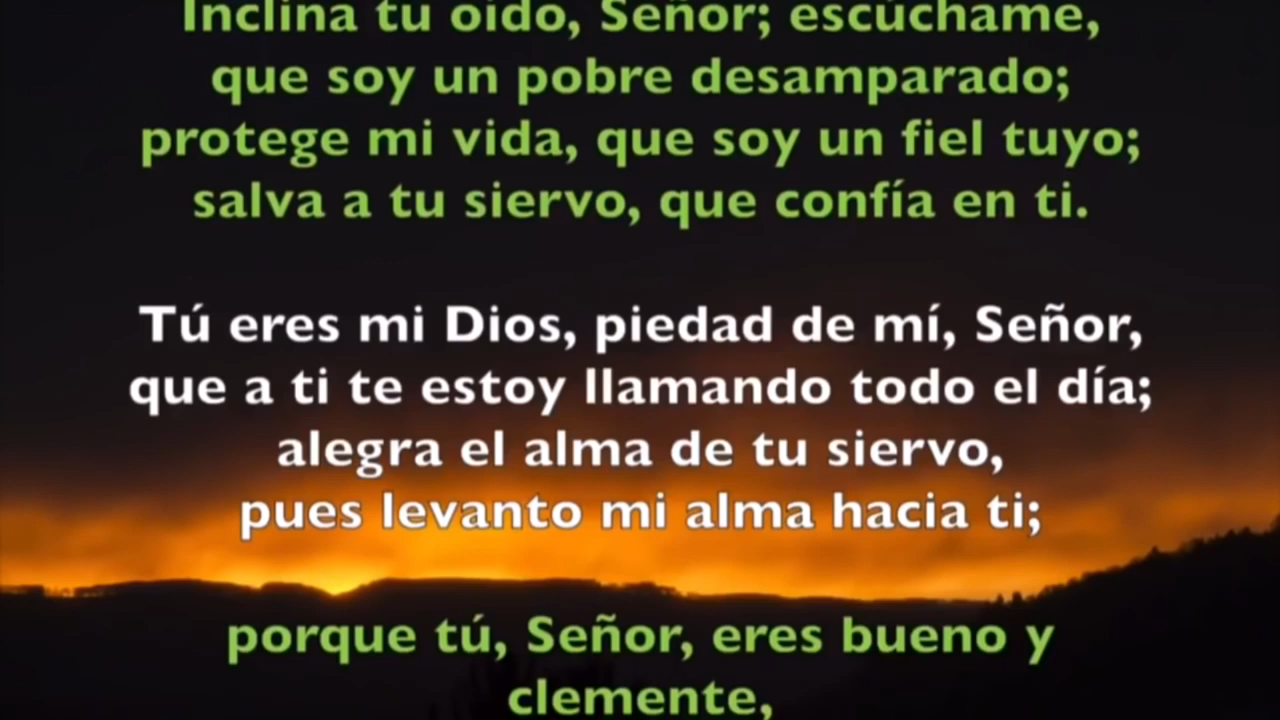 Inclina tu oído, Señor; escúchame,
que soy un pobre desamparado;
protege mi vida, que soy un fiel tuyo;
salva a tu siervo, que confía en ti.
Tú eres mi Dios, piedad de mí, Señor,
que a ti te estoy llamando todo el día;
alegra el alma de tu siervo,
pues levanto mi alma hacia ti;
porque tú, Señor, eres bueno y
clemente,